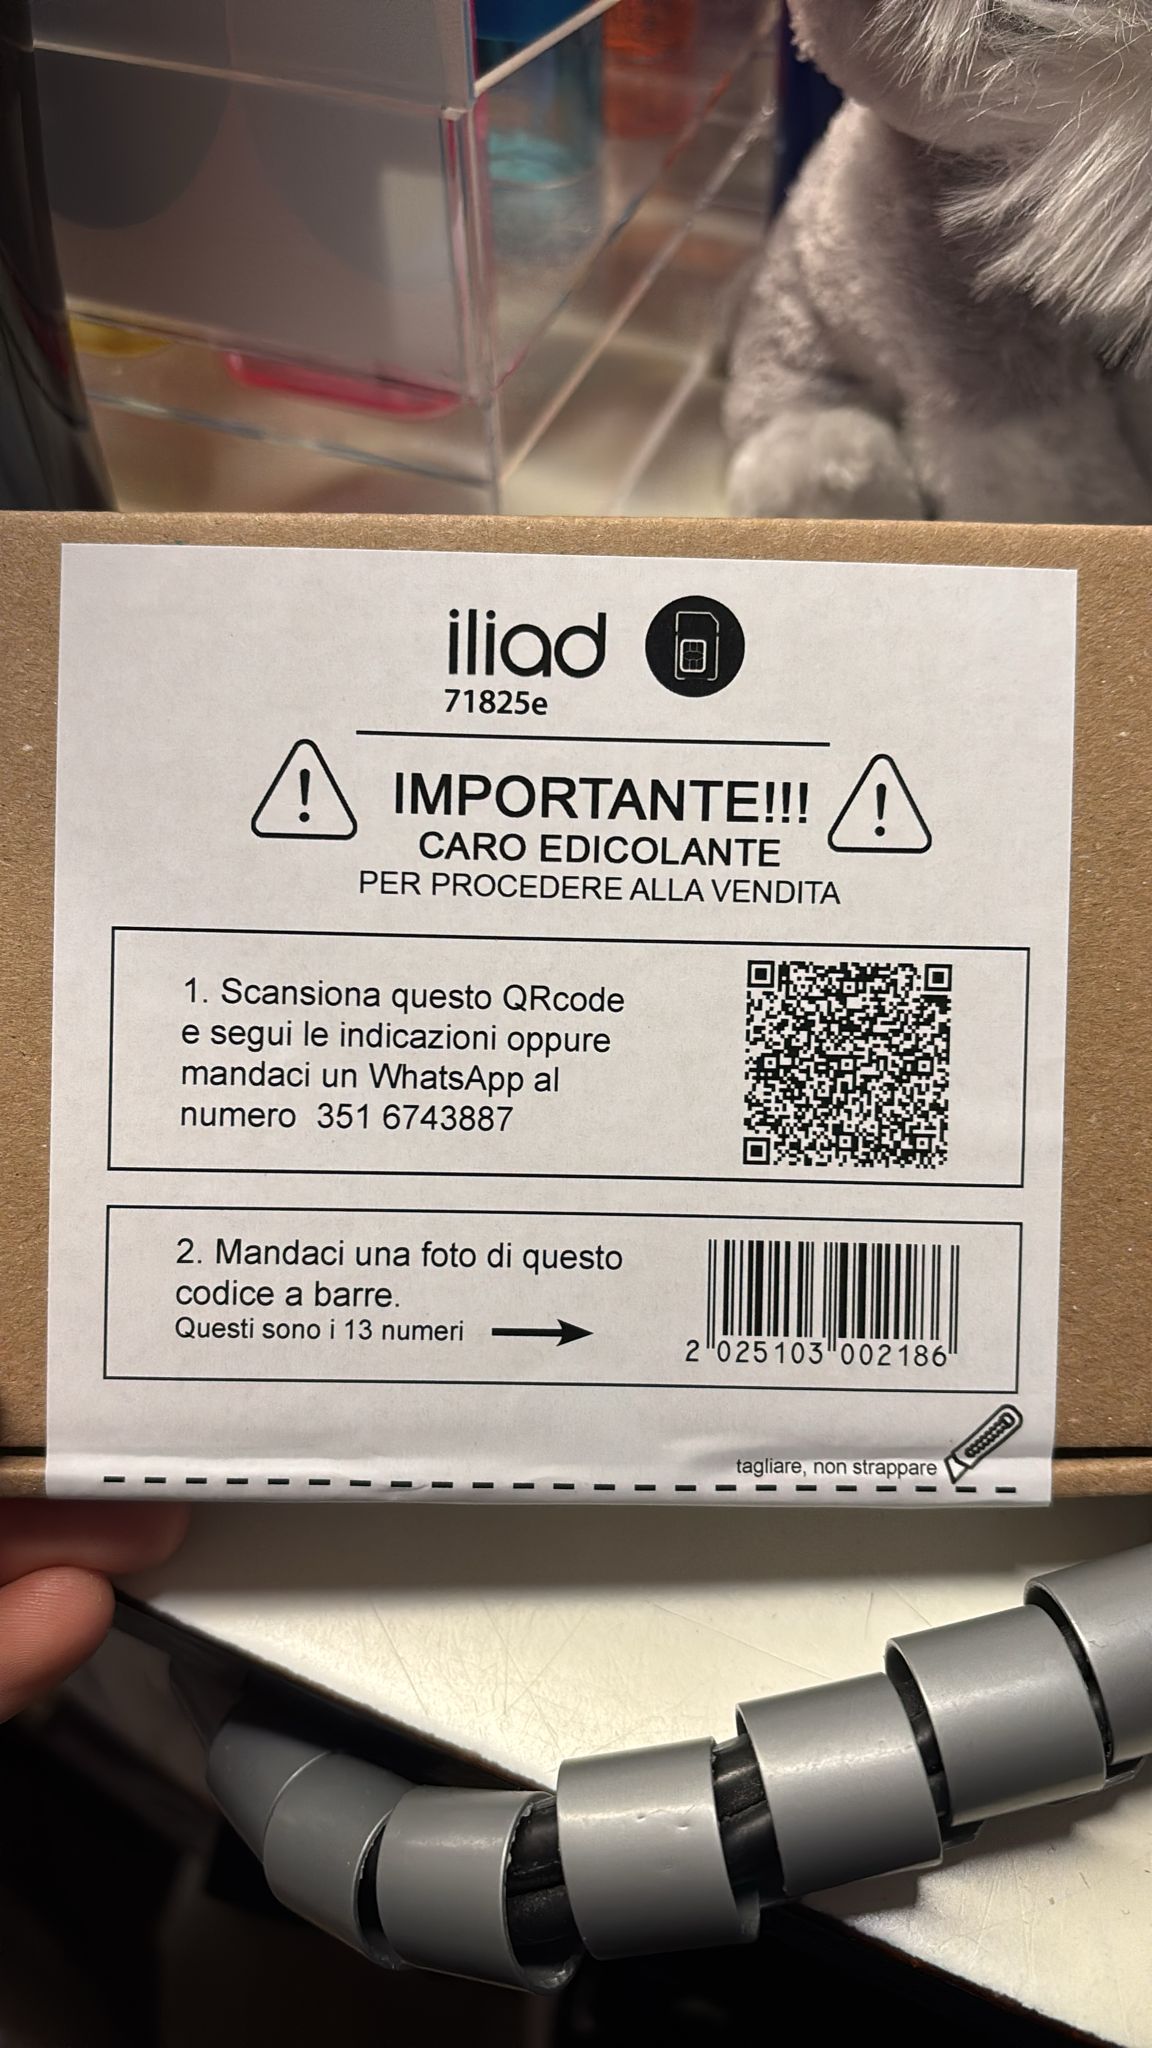 iliad
71825e
IMPORTANTE!!!
CARO EDICOLANTE
PER PROCEDERE ALLA VENDITA
1. Scansiona questo QRcode
e segui le indicazioni oppure
mandaci un WhatsApp al
numero 351 6743887
2. Mandaci una foto di questo
codice a barre.
Questi sono i 13 numeri
2 025103 002186
tagliare, non strappare